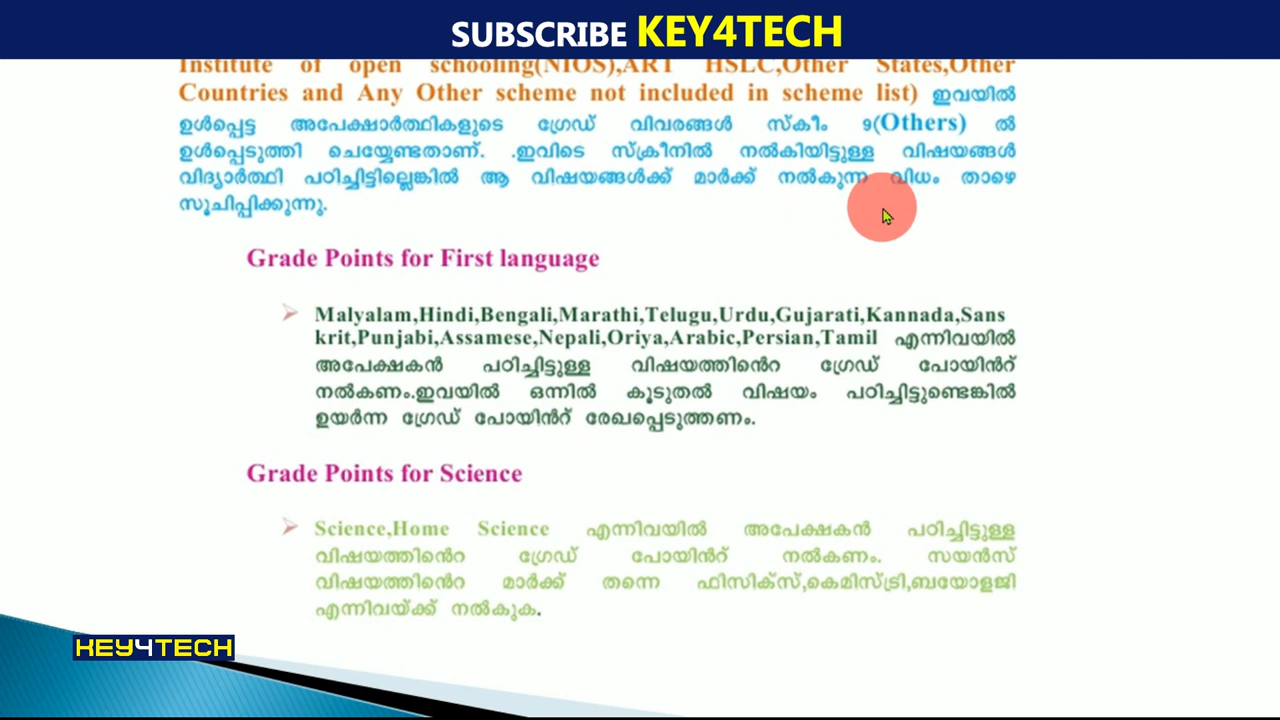 SUBSCRIBE KEY4TECH
Institute of open schooling(NIOS),ART HSLC,Other States,Other
Countries and Any Other scheme not included in scheme list) ഇവയിൽ
ഉൾപ്പെട്ട അപേക്ഷാർത്ഥികളുടെ ഗ്രേഡ് വിവരങ്ങൾ സ്കീം 9(Others) ൽ
ഉൾപ്പെടുത്തി ചെയ്യേണ്ടതാണ്. .ഇവിടെ സ്ക്രീനിൽ നൽകിയിട്ടുള്ള വിഷയങ്ങൾ
വിദ്യാർത്ഥി പഠിച്ചിട്ടില്ലെങ്കിൽ ആ വിഷയങ്ങൾക്ക് മാർക്ക് നൽകുന്ന വിധം താഴെ
സൂചിപ്പിക്കുന്നു.
Grade Points for First language
Malyalam,Hindi,Bengali,Marathi,Telugu,Urdu,Gujarati,Kannada,Sans
krit,Punjabi,Assamese,Nepali,Oriya,Arabic,Persian,Tamil എന്നിവയിൽ
അപേക്ഷകൻ പഠിച്ചിട്ടുള്ള വിഷയത്തിൻെറ ഗ്രേഡ് പോയിൻറ്
നൽകണം.ഇവയിൽ ഒന്നിൽ കൂടുതൽ വിഷയം പഠിച്ചിട്ടുണ്ടെങ്കിൽ
ഉയർന്ന ഗ്രേഡ് പോയിൻറ് രേഖപ്പെടുത്തണം.
Grade Points for Science
Science,Home Science എന്നിവയിൽ അപേക്ഷകൻ പഠിച്ചിട്ടുള്ള
വിഷയത്തിൻെറ ഗ്രേഡ് പോയിൻറ് നൽകണം. സയൻസ്
വിഷയത്തിൻെറ മാർക്ക് തന്നെ ഫിസിക്സ്,കെമിസ്ട്രി,ബയോളജി
എന്നിവയ്ക്ക് നൽകുക.
KEY4TECH